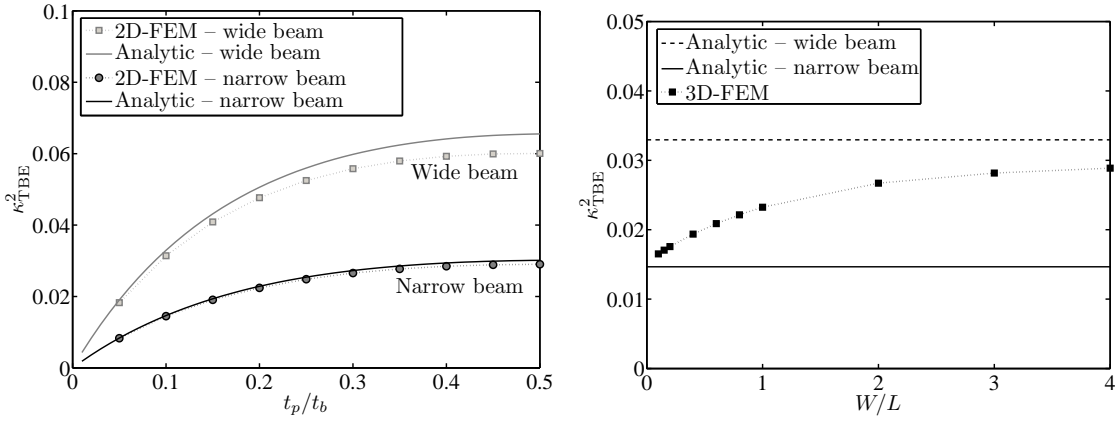 0.1
0.08
0.06
0.04
0.02
0
κ²TBE
2D-FEM – wide beam
Analytic – wide beam
2D-FEM – narrow beam
Analytic – narrow beam
Wide beam
Narrow beam
0 0.1 0.2 0.3 0.4 0.5
tp/tb
0.05
0.04
0.03
0.02
0.01
0
κ²TBE
Analytic – wide beam
Analytic – narrow beam
3D-FEM
0 1 2 3 4
W/L